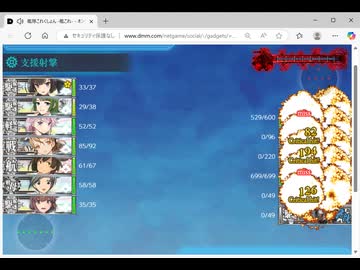 艦隊これくしょん -艦これ- - オン
セキュリティ保護なし
www.dmm.com/netgame/social/-/gadgets/=...
支援射撃
33/37
29/38
52/52
85/92
61/67
58/58
35/35
529/600
miss
0/96
82
Critical Hit!
0/220
194
Critical Hit!
699/699
miss
0/49
126
Critical Hit!
0/49